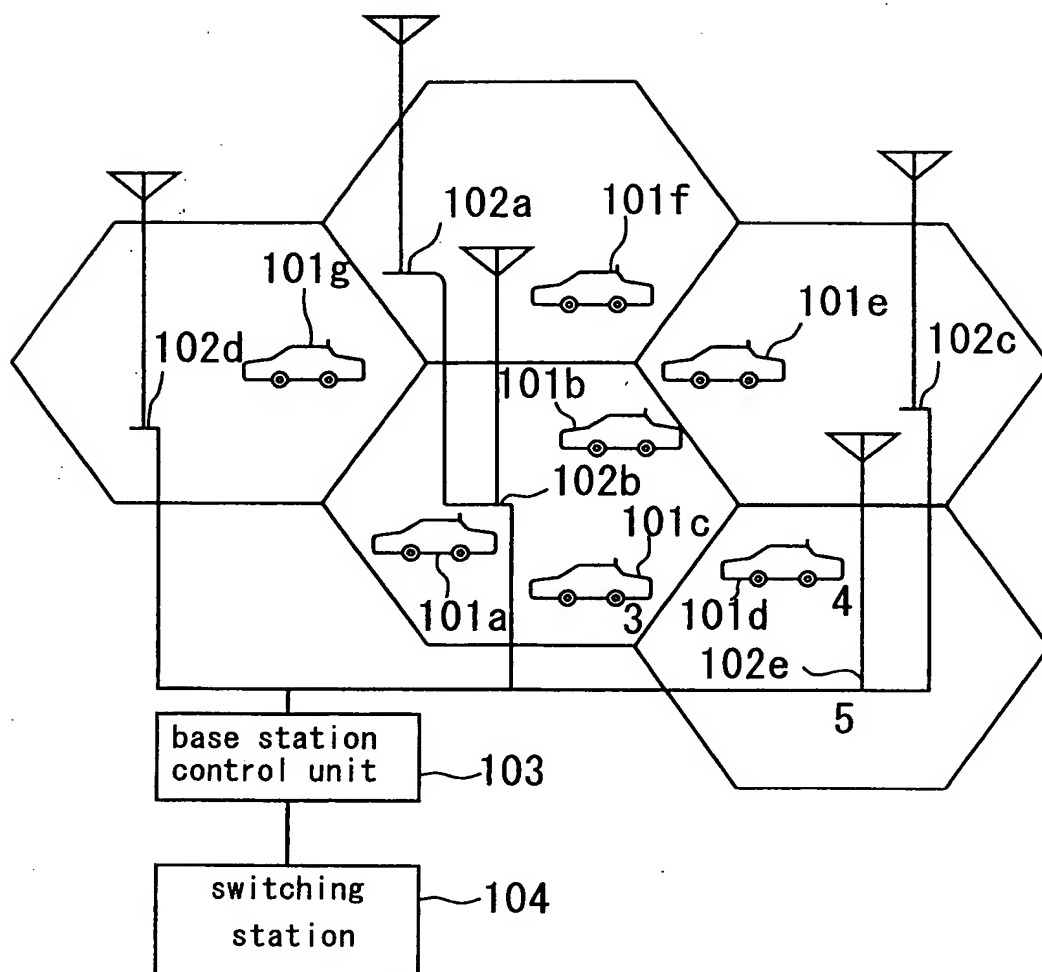 102a
101f
101g
101e
102d
102c
101b
102b
101c
101a
3
101d
4
102e
5
base station
control unit
103
switching
station
104